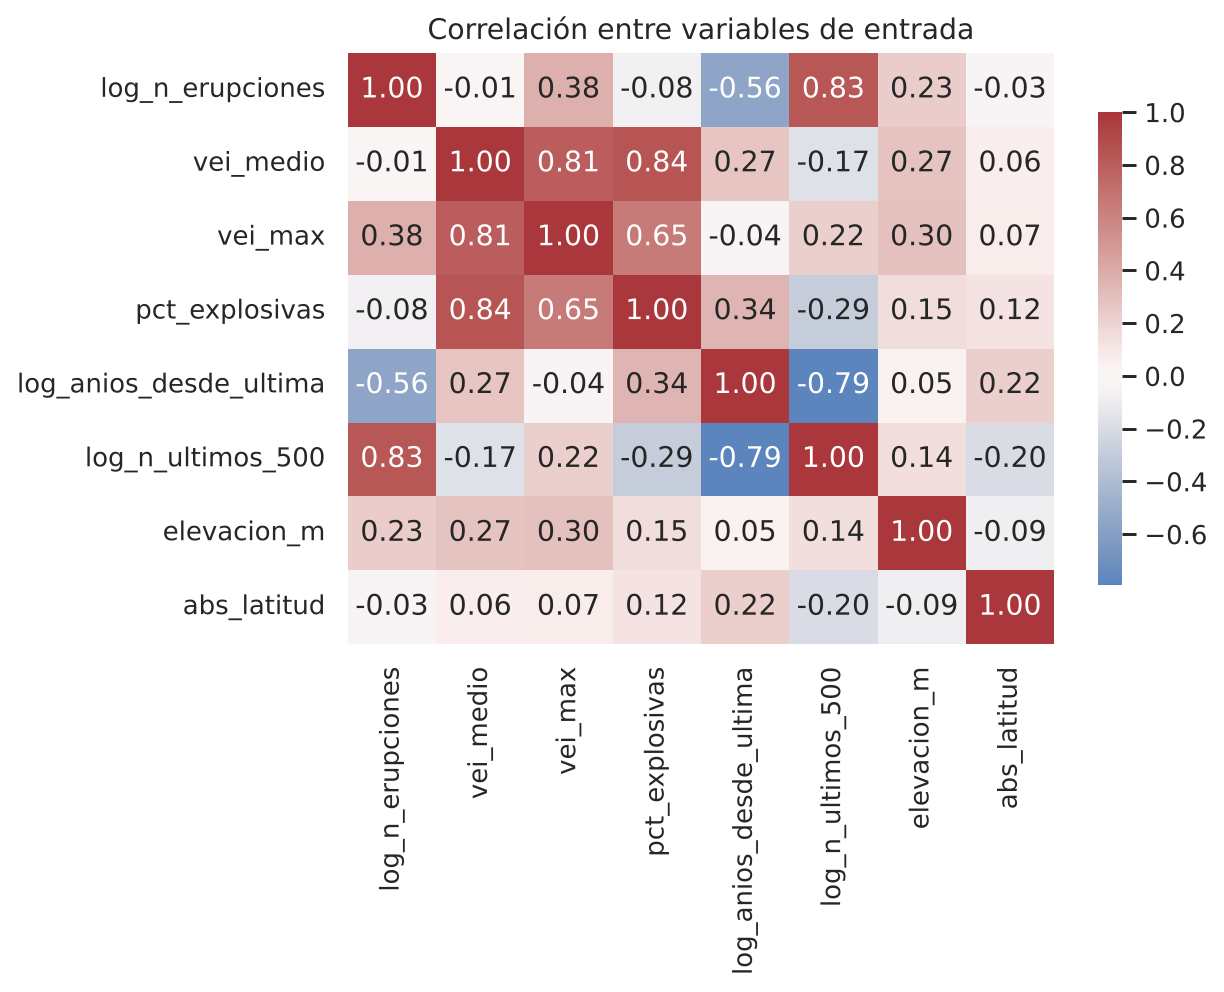 Correlación entre variables de entrada
log_n_erupciones 1.00 -0.01 0.38 -0.08 -0.56 0.83 0.23 -0.03
vei_medio -0.01 1.00 0.81 0.84 0.27 -0.17 0.27 0.06
vei_max 0.38 0.81 1.00 0.65 -0.04 0.22 0.30 0.07
pct_explosivas -0.08 0.84 0.65 1.00 0.34 -0.29 0.15 0.12
log_anios_desde_ultima -0.56 0.27 -0.04 0.34 1.00 -0.79 0.05 0.22
log_n_ultimos_500 0.83 -0.17 0.22 -0.29 -0.79 1.00 0.14 -0.20
elevacion_m 0.23 0.27 0.30 0.15 0.05 0.14 1.00 -0.09
abs_latitud -0.03 0.06 0.07 0.12 0.22 -0.20 -0.09 1.00
log_n_erupciones
vei_medio
vei_max
pct_explosivas
log_anios_desde_ultima
log_n_ultimos_500
elevacion_m
abs_latitud
1.0
0.8
0.6
0.4
0.2
0.0
−0.2
−0.4
−0.6